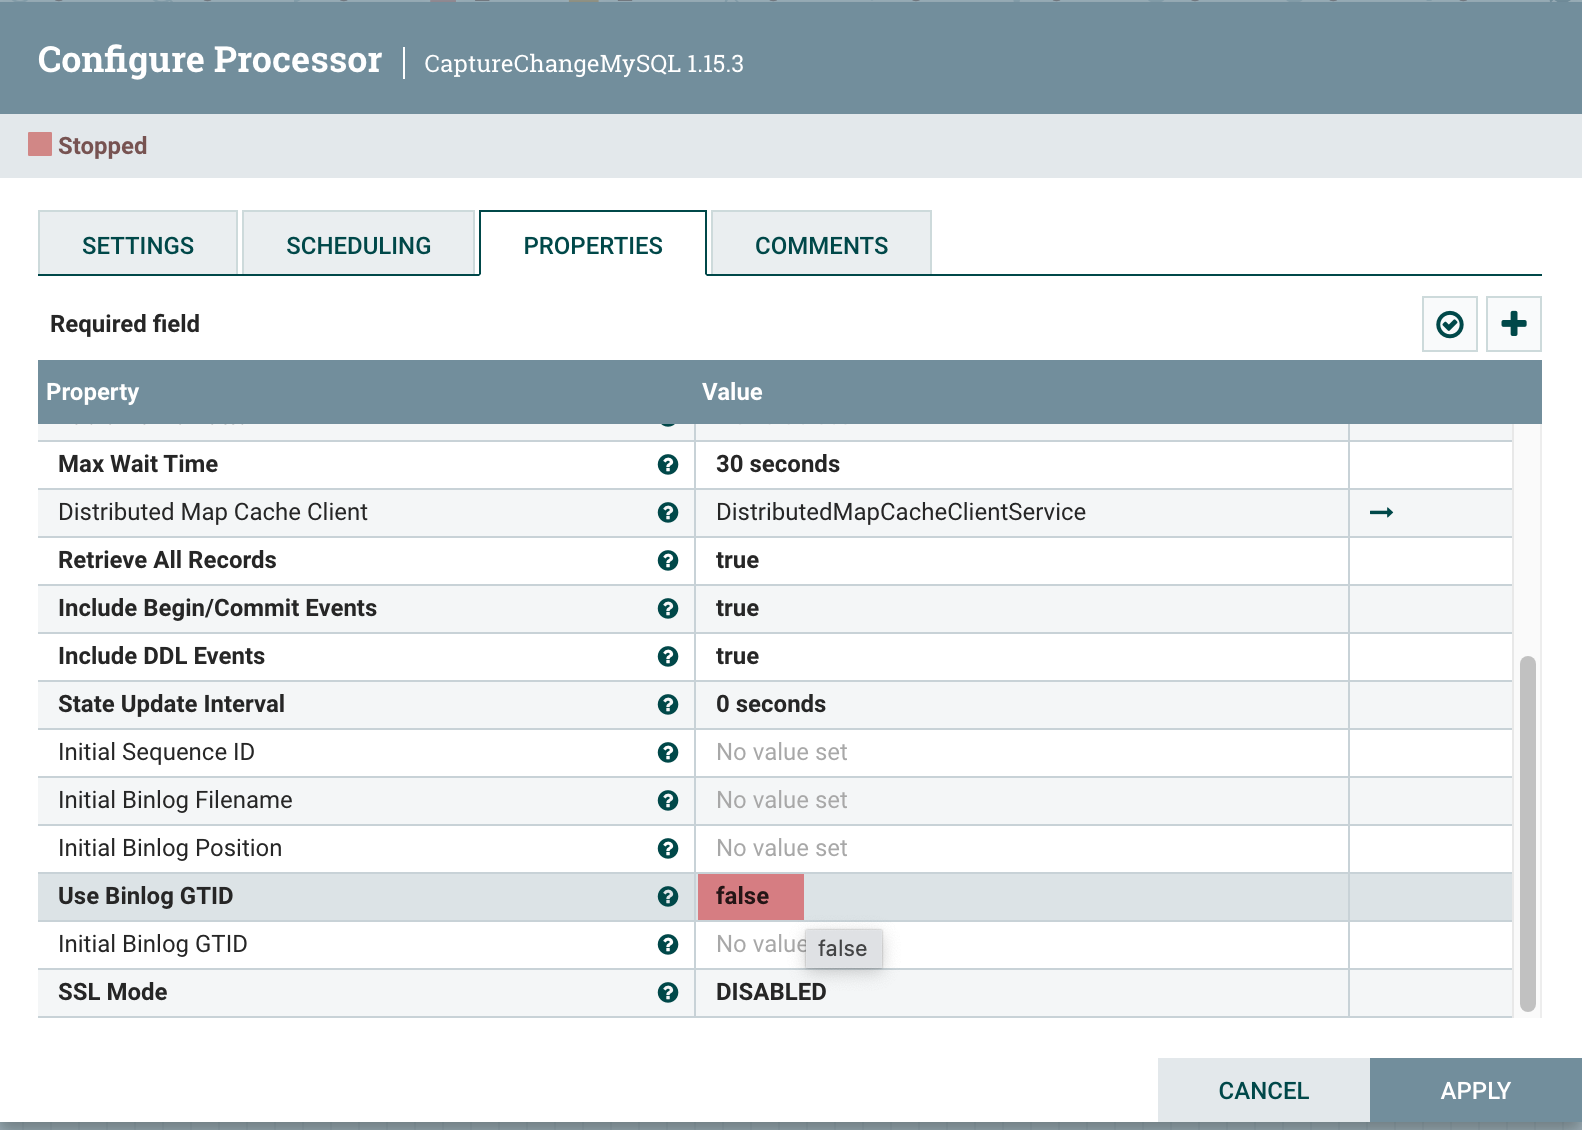 Configure Processor | CaptureChangeMySQL 1.15.3
Stopped
SETTINGS SCHEDULING PROPERTIES COMMENTS
Required field
Property Value
Max Wait Time 30 seconds
Distributed Map Cache Client DistributedMapCacheClientService
Retrieve All Records true
Include Begin/Commit Events true
Include DDL Events true
State Update Interval 0 seconds
Initial Sequence ID No value set
Initial Binlog Filename No value set
Initial Binlog Position No value set
Use Binlog GTID false
Initial Binlog GTID No value
false
SSL Mode DISABLED
CANCEL APPLY